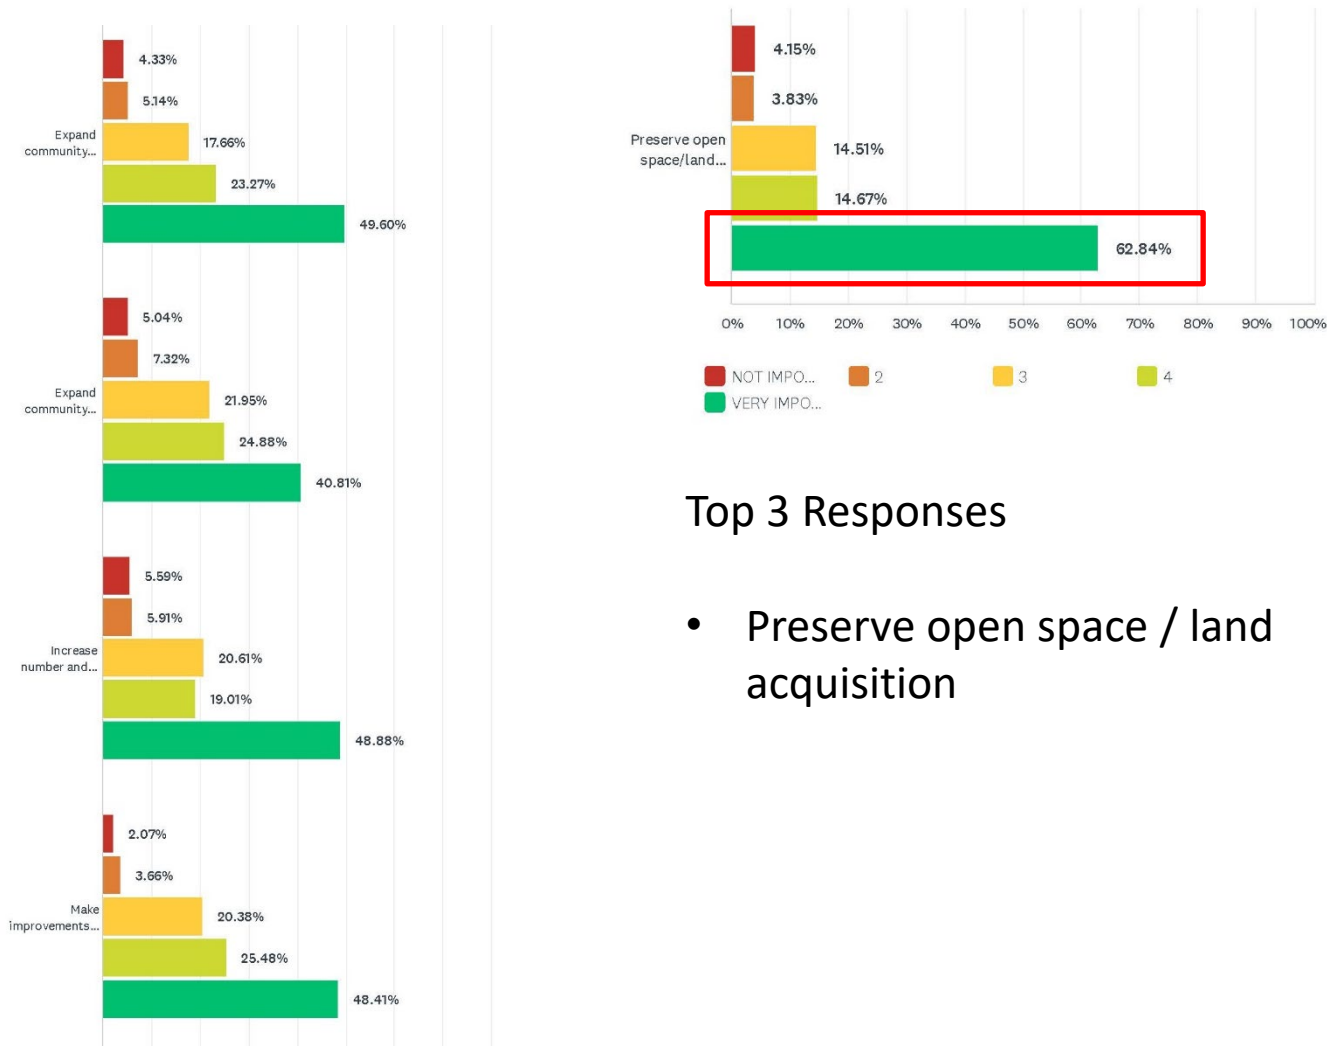 4.33%
5.14%
Expand
community...
17.66%
23.27%
49.60%
5.04%
7.32%
Expand
community...
21.95%
24.88%
40.81%
5.59%
5.91%
Increase
number and...
20.61%
19.01%
48.88%
2.07%
3.66%
Make
improvements...
20.38%
25.48%
48.41%
4.15%
3.83%
Preserve open
space/land...
14.51%
14.67%
62.84%
0% 10% 20% 30% 40% 50% 60% 70% 80% 90% 100%
NOT IMPO... 2 3 4
VERY IMPO...
Top 3 Responses
• Preserve open space / land
acquisition